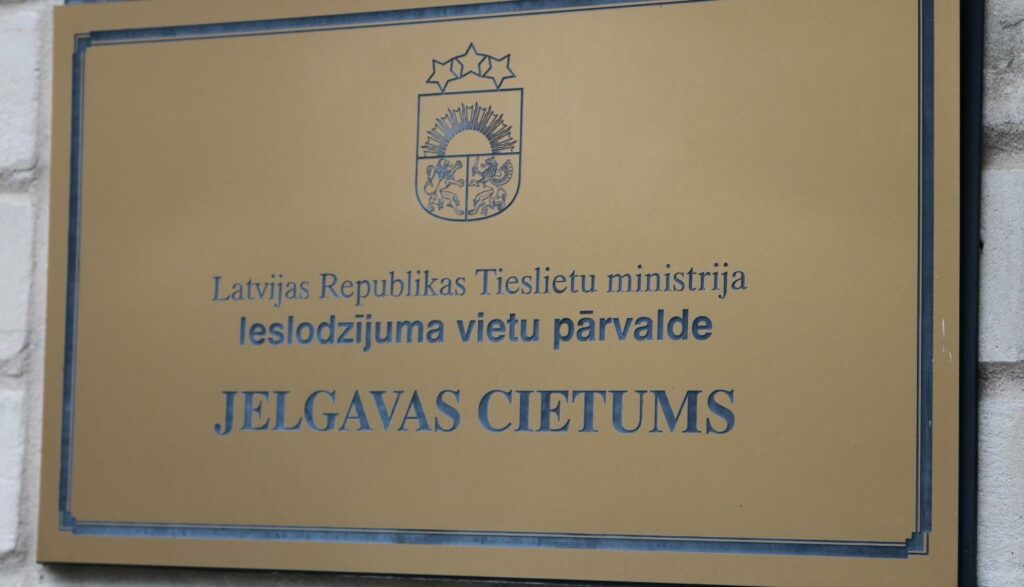 Latvijas Republikas Tieslietu ministrija
Ieslodzījuma vietu pārvalde
JELGAVAS CIETUMS